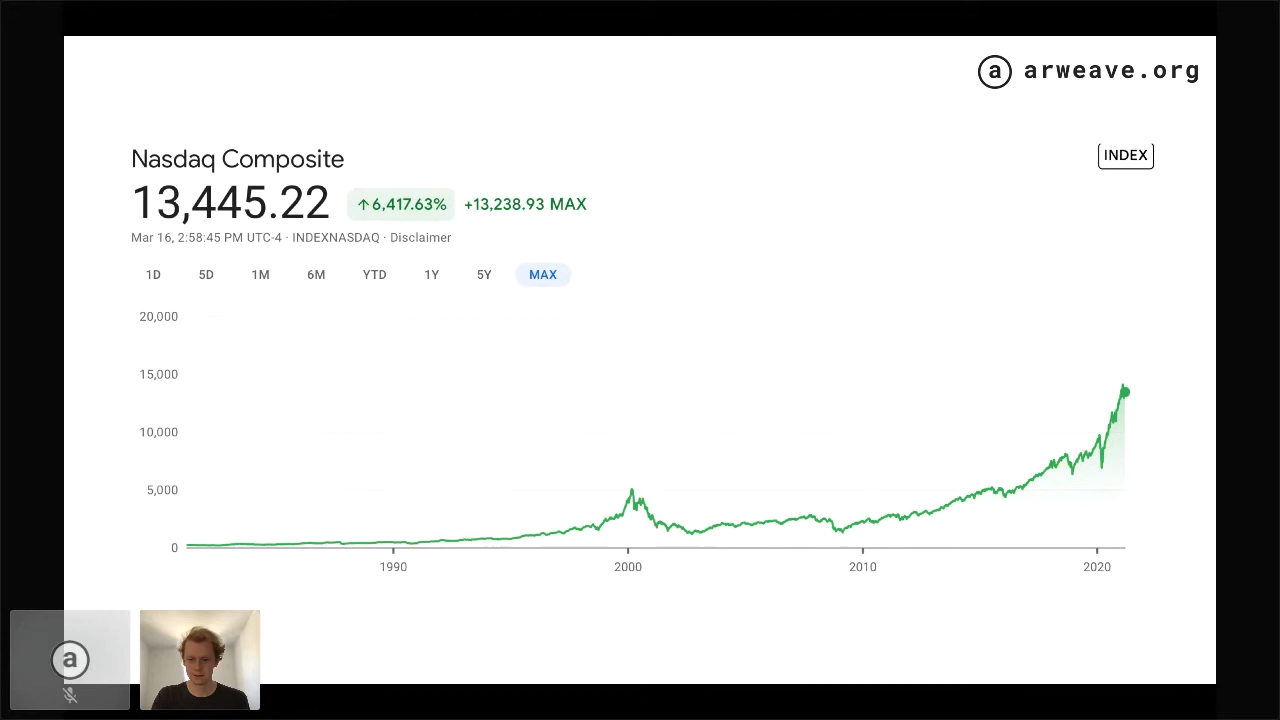 a arweave.org
Nasdaq Composite
INDEX
13,445.22 ↑6,417.63% +13,238.93 MAX
Mar 16, 2:58:45 PM UTC-4 · INDEXNASDAQ · Disclaimer
1D 5D 1M 6M YTD 1Y 5Y MAX
20,000
15,000
10,000
5,000
0
1990 2000 2010 2020
a